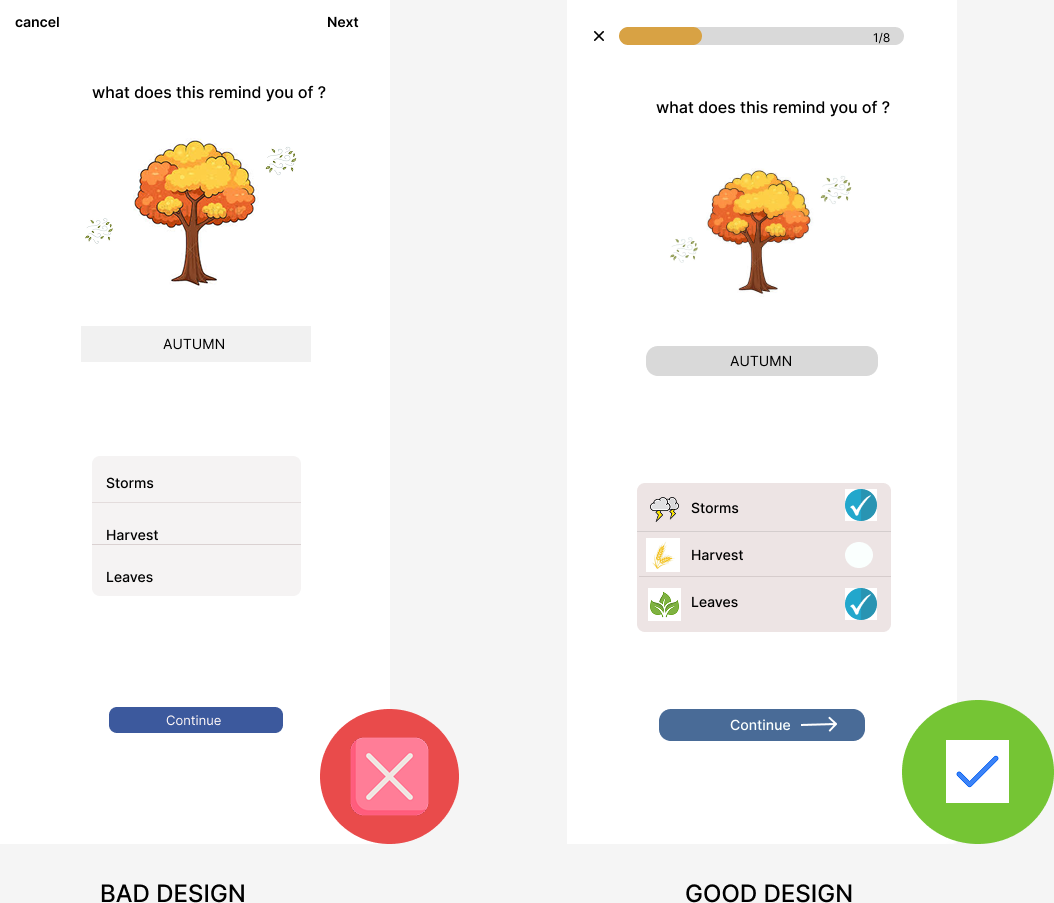 cancel
Next
what does this remind you of ?
AUTUMN
Storms
Harvest
Leaves
Continue
BAD DESIGN
1/8
what does this remind you of ?
AUTUMN
Storms
Harvest
Leaves
Continue
GOOD DESIGN